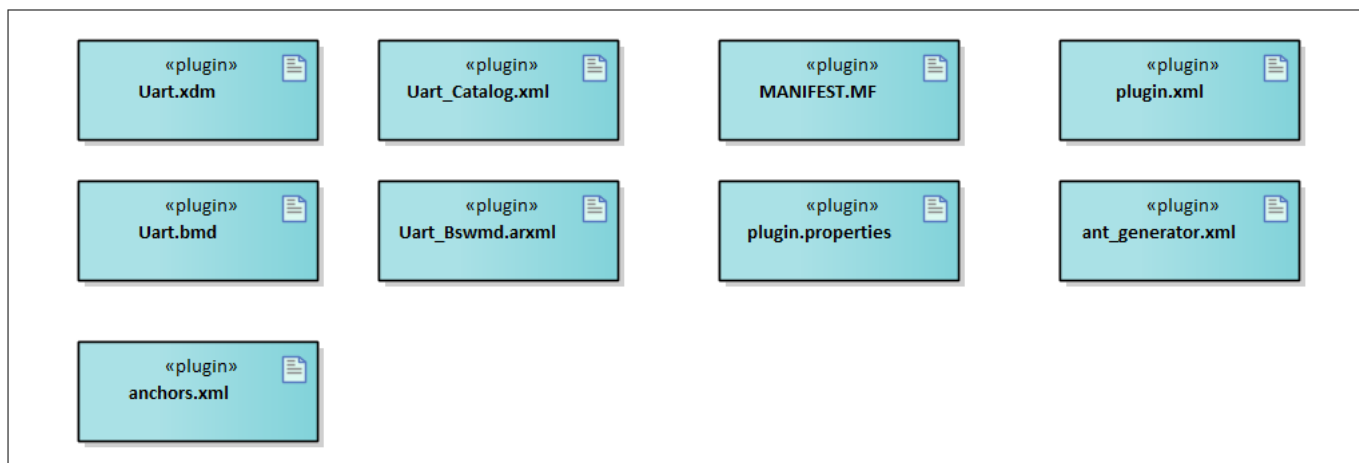 «plugin»
Uart.xdm
«plugin»
Uart_Catalog.xml
«plugin»
MANIFEST.MF
«plugin»
plugin.xml
«plugin»
Uart.bmd
«plugin»
Uart_Bswmd.arxml
«plugin»
plugin.properties
«plugin»
ant_generator.xml
«plugin»
anchors.xml